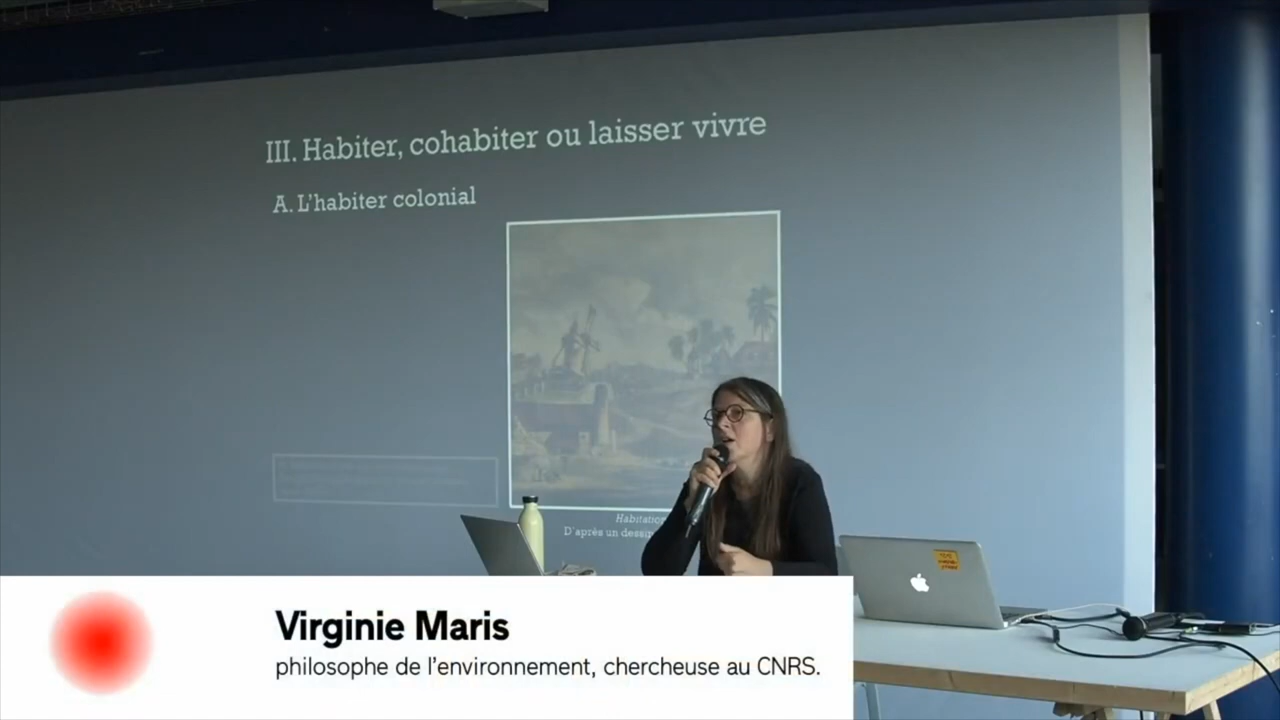 III. Habiter, cohabiter ou laisser vivre
A. L'habiter colonial
Habitation
D'après un dessin
Virginie Maris
philosophe de l'environnement, chercheuse au CNRS.